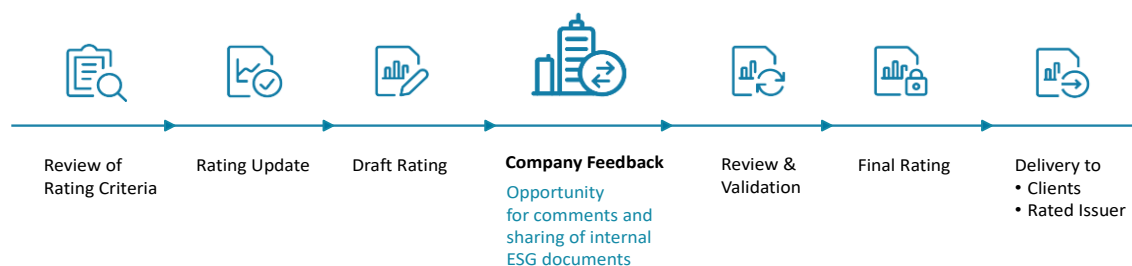 Review of
Rating Criteria
Rating Update
Draft Rating
Company Feedback
Opportunity
for comments and
sharing of internal
ESG documents
Review &
Validation
Final Rating
Delivery to
• Clients
• Rated Issuer